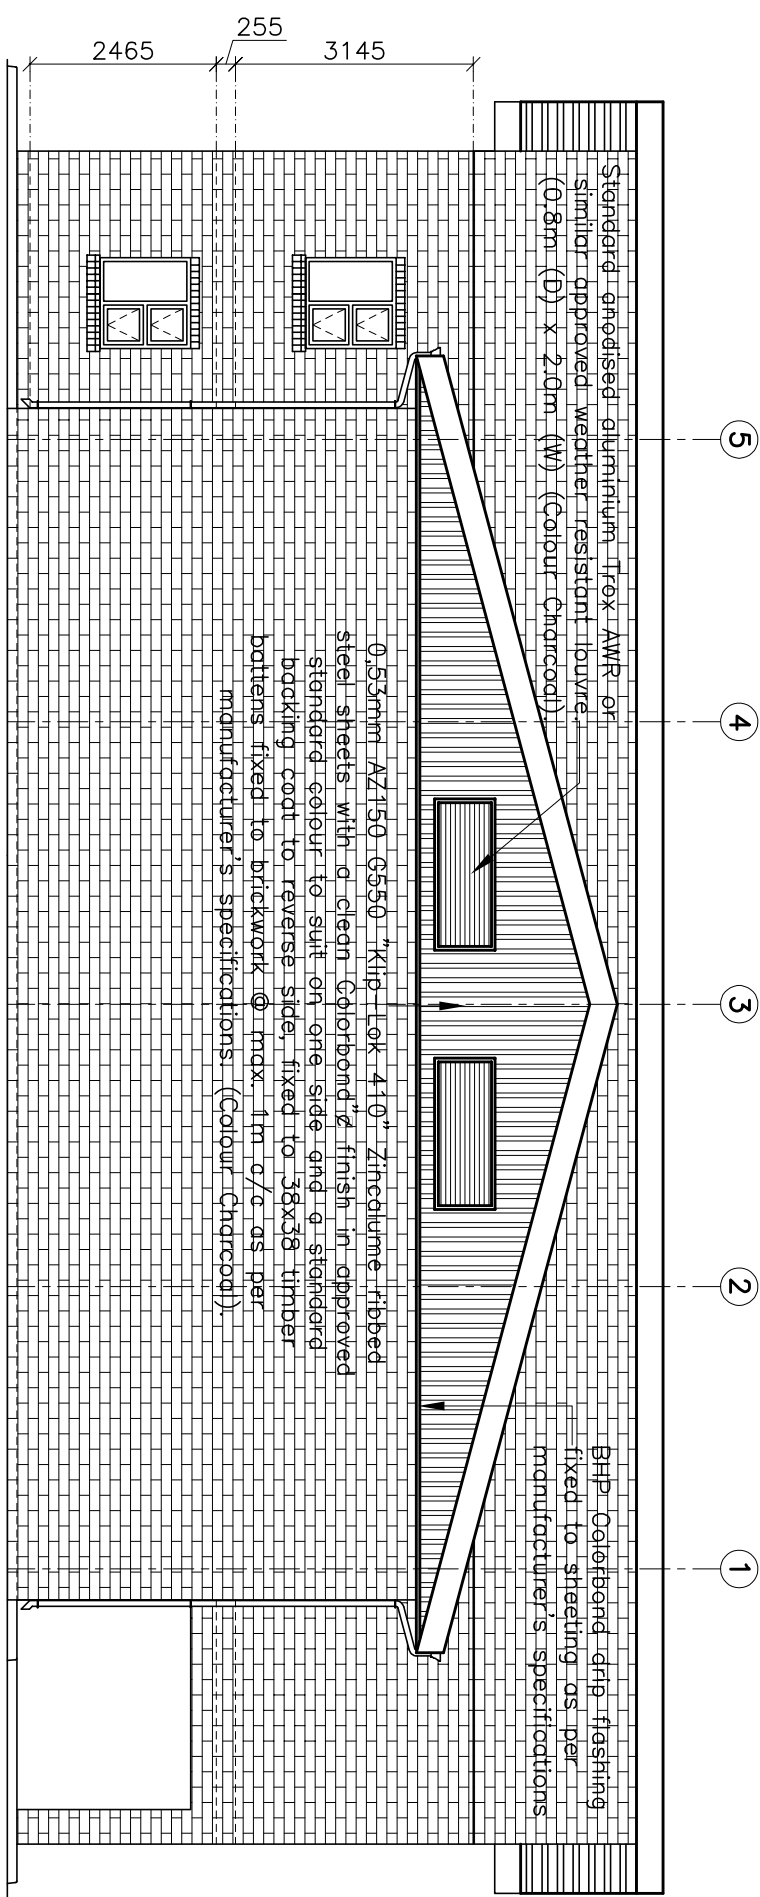 5
4
3
2
1
Standard anodised aluminium Trox AWR or
similar approved weather resistant louvre.
(0.8m (D) x 2.0m (W) (Colour Charcoal).
BHP Colorbond drip flashing
fixed to sheeting as per
manufacturer's specifications
0,53mm AZ150 G550 "Klip-Lok 410" Zincalume ribbed
steel sheets with a clean Colorbond" finish in approved
standard colour to suit on one side and a standard
backing coat to reverse side, fixed to 38x38 timber
battens fixed to brickwork @ max. 1m c/c as per
manufacturer's specifications. (Colour Charcoal).
3145
255
2465